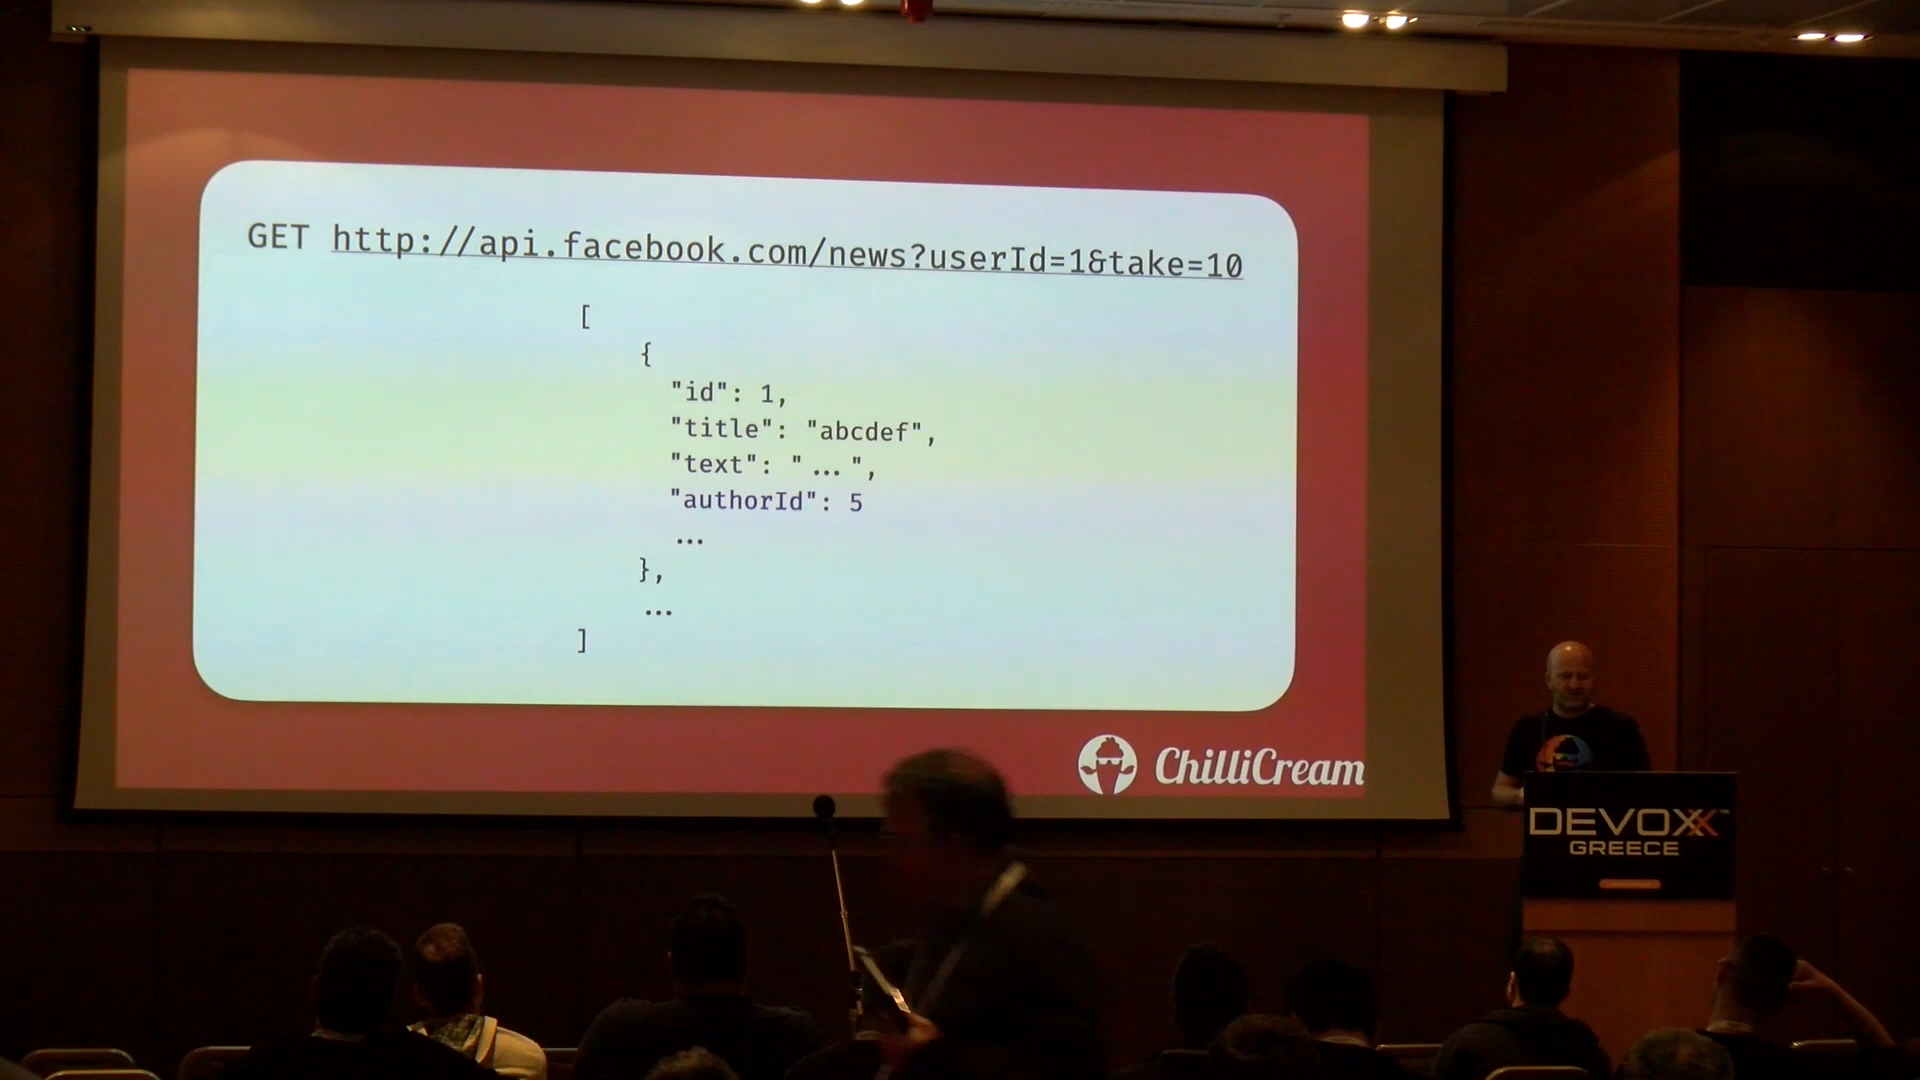 GET http://api.facebook.com/news?userId=1&take=10
[
{
"id": 1,
"title": "abcdef",
"text": "...",
"authorId": 5
...
},
...
]
ChilliCream
DEVOXX™
GREECE